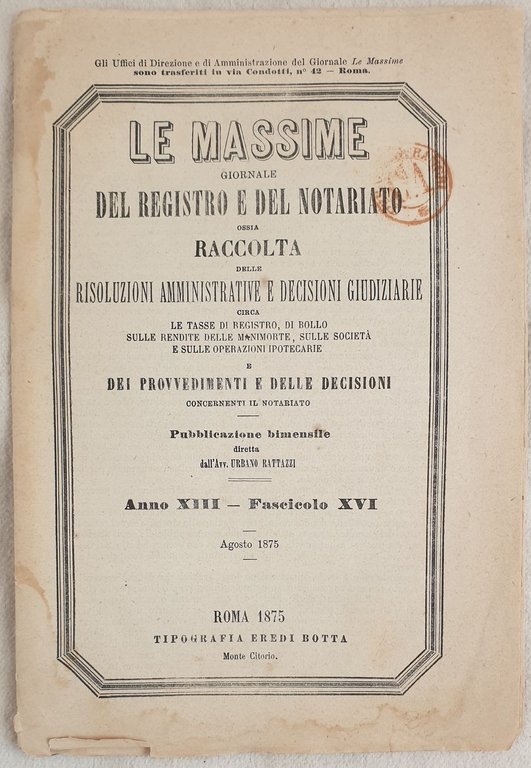 Gli Uffici di Direzione e di Amministrazione del Giornale Le Massime
sono trasferiti in via Condotti, n° 42 — Roma.
LE MASSIME
GIORNALE
DEL REGISTRO E DEL NOTARIATO
OSSIA
RACCOLTA
DELLE
RISOLUZIONI AMMINISTRATIVE E DECISIONI GIUDIZIARIE
CIRCA
LE TASSE DI REGISTRO, DI BOLLO
SULLE RENDITE DELLE MANIMORTE, SULLE SOCIETÀ
E SULLE OPERAZIONI IPOTECARIE
E
DEI PROVVEDIMENTI E DELLE DECISIONI
CONCERNENTI IL NOTARIATO
Pubblicazione bimensile
diretta
dall'Avv. URBANO RATTAZZI
Anno XIII — Fascicolo XVI
Agosto 1875
ROMA 1875
TIPOGRAFIA EREDI BOTTA
Monte Citorio.